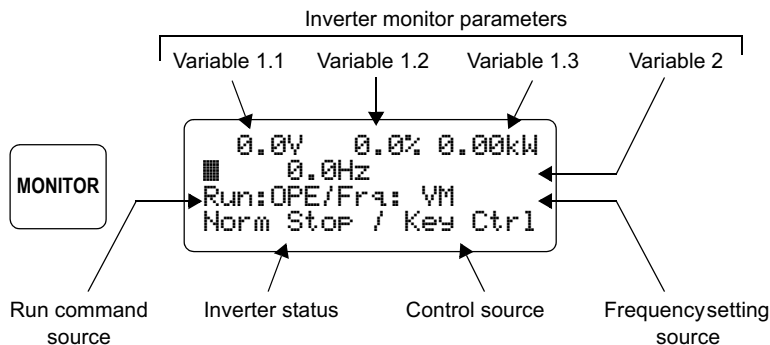 Inverter monitor parameters
Variable 1.1 Variable 1.2 Variable 1.3 Variable 2
0.0V 0.0% 0.00kW
0.0Hz
MONITOR
Run:OPE/Frq: VM
Norm Stop / Key Ctrl
Run command source
Inverter status
Control source
Frequencysetting source